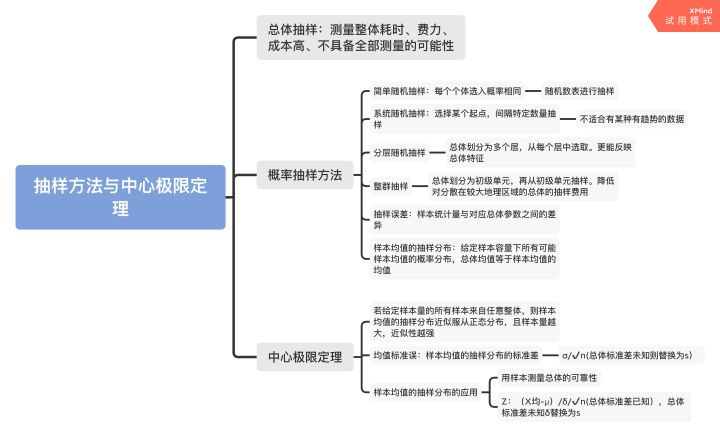 XMind
试用模式
总体抽样：测量整体耗时、费力、
成本高、不具备全部测量的可能性
简单随机抽样：每个个体选入概率相同
随机数表进行抽样
系统随机抽样：选择某个起点，间隔特定数量抽
样
不适合有某种有趋势的数据
分层随机抽样
总体划分为多个层，从每个层中选取。更能反映
总体特征
抽样方法与中心极限定
理
概率抽样方法
整群抽样
总体划分为初级单元，再从初级单元抽样。降低
对分散在较大地理区域的总体的抽样费用
抽样误差：样本统计量与对应总体参数之间的差
异
样本均值的抽样分布：给定样本容量下所有可能
样本均值的概率分布，总体均值等于样本均值的
均值
若给定样本量的所有样本来自任意整体，则样本
均值的抽样分布近似服从正态分布，且样本量越
大，近似性越强
中心极限定理
均值标准误：样本均值的抽样分布的标准差
σ/√n(总体标准差未知则替换为s）
样本均值的抽样分布的应用
用样本测量总体的可靠性
Z：（X均-μ）/δ/√n(总体标准差已知），总体
标准差未知δ替换为s